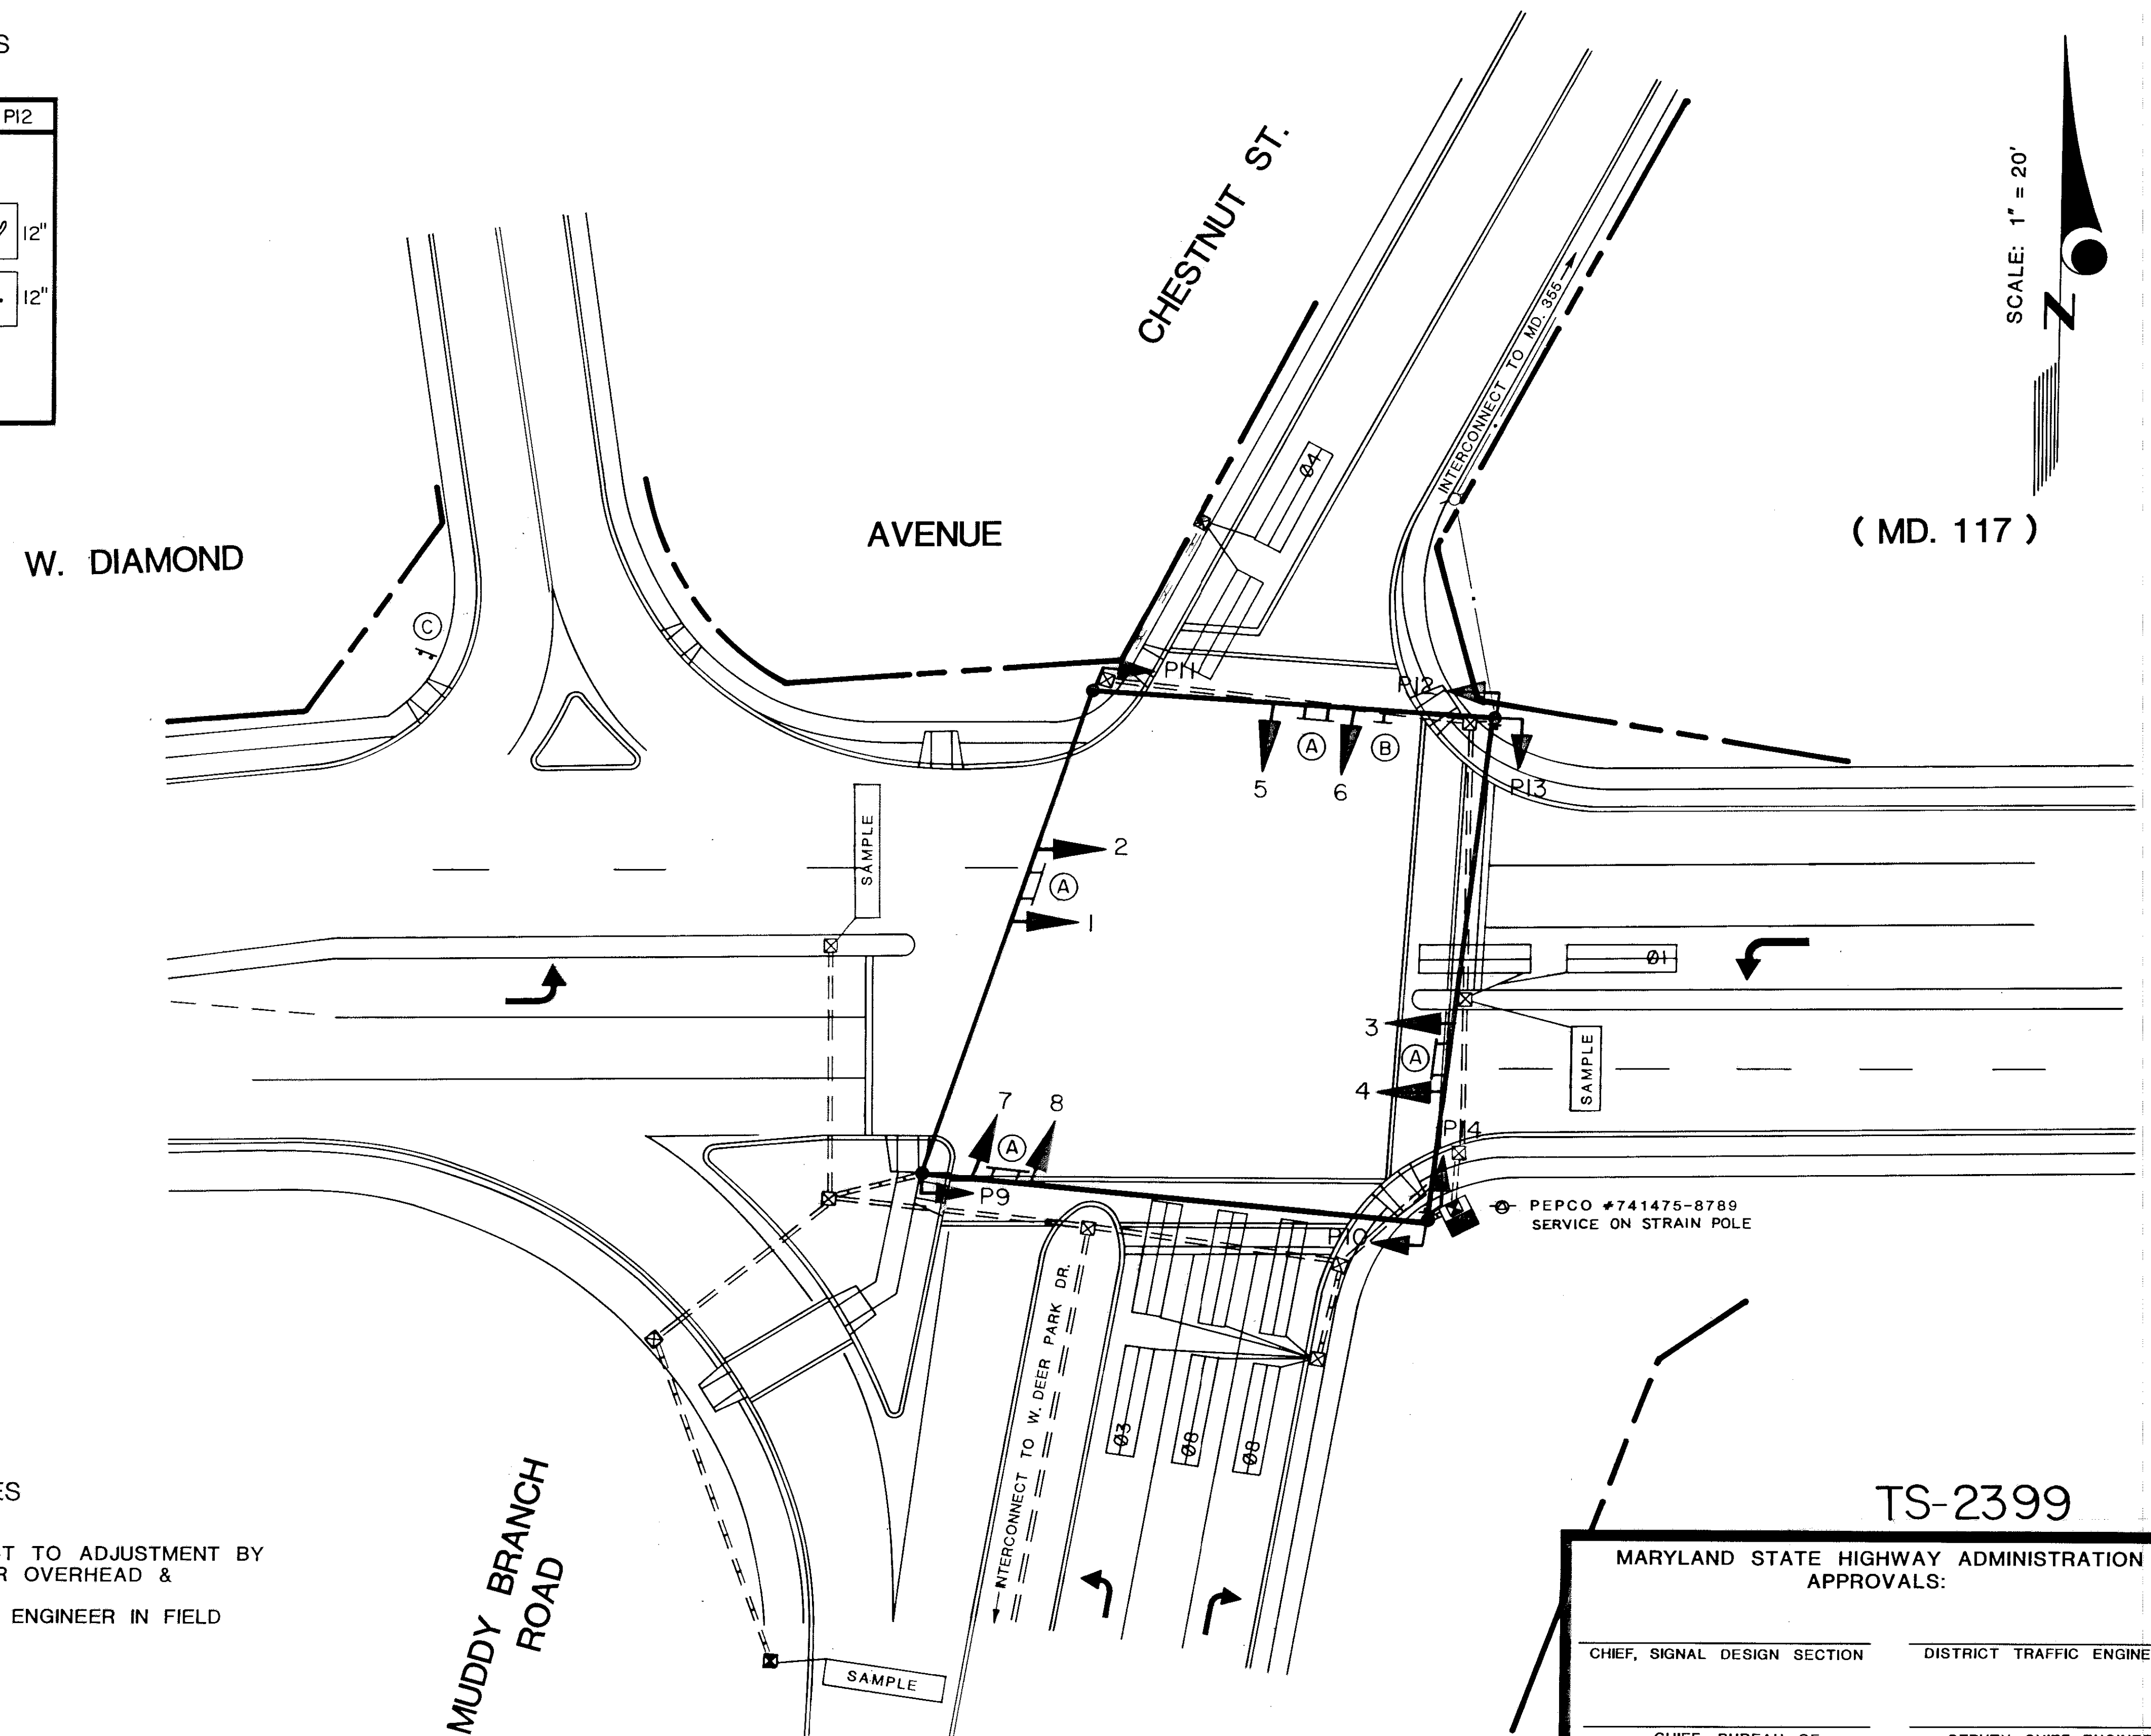 S
P12
12"
12"
CHESTNUT ST.
INTERCONNECT TO MD. 355
SCALE: 1" = 20'
N
W. DIAMOND
AVENUE
( MD. 117 )
Ø4
C
P11
P12
A
B
5
6
P13
SAMPLE
2
A
1
Ø1
3
A
4
SAMPLE
7
8
A
P14
P9
PEPCO #741475-8789
SERVICE ON STRAIN POLE
P10
INTERCONNECT TO W. DEER PARK DR.
Ø3
Ø8
Ø8
MUDDY BRANCH
ROAD
SAMPLE
ES
T TO ADJUSTMENT BY
R OVERHEAD &
ENGINEER IN FIELD
TS-2399
MARYLAND STATE HIGHWAY ADMINISTRATION
APPROVALS:
CHIEF, SIGNAL DESIGN SECTION
DISTRICT TRAFFIC ENGINE